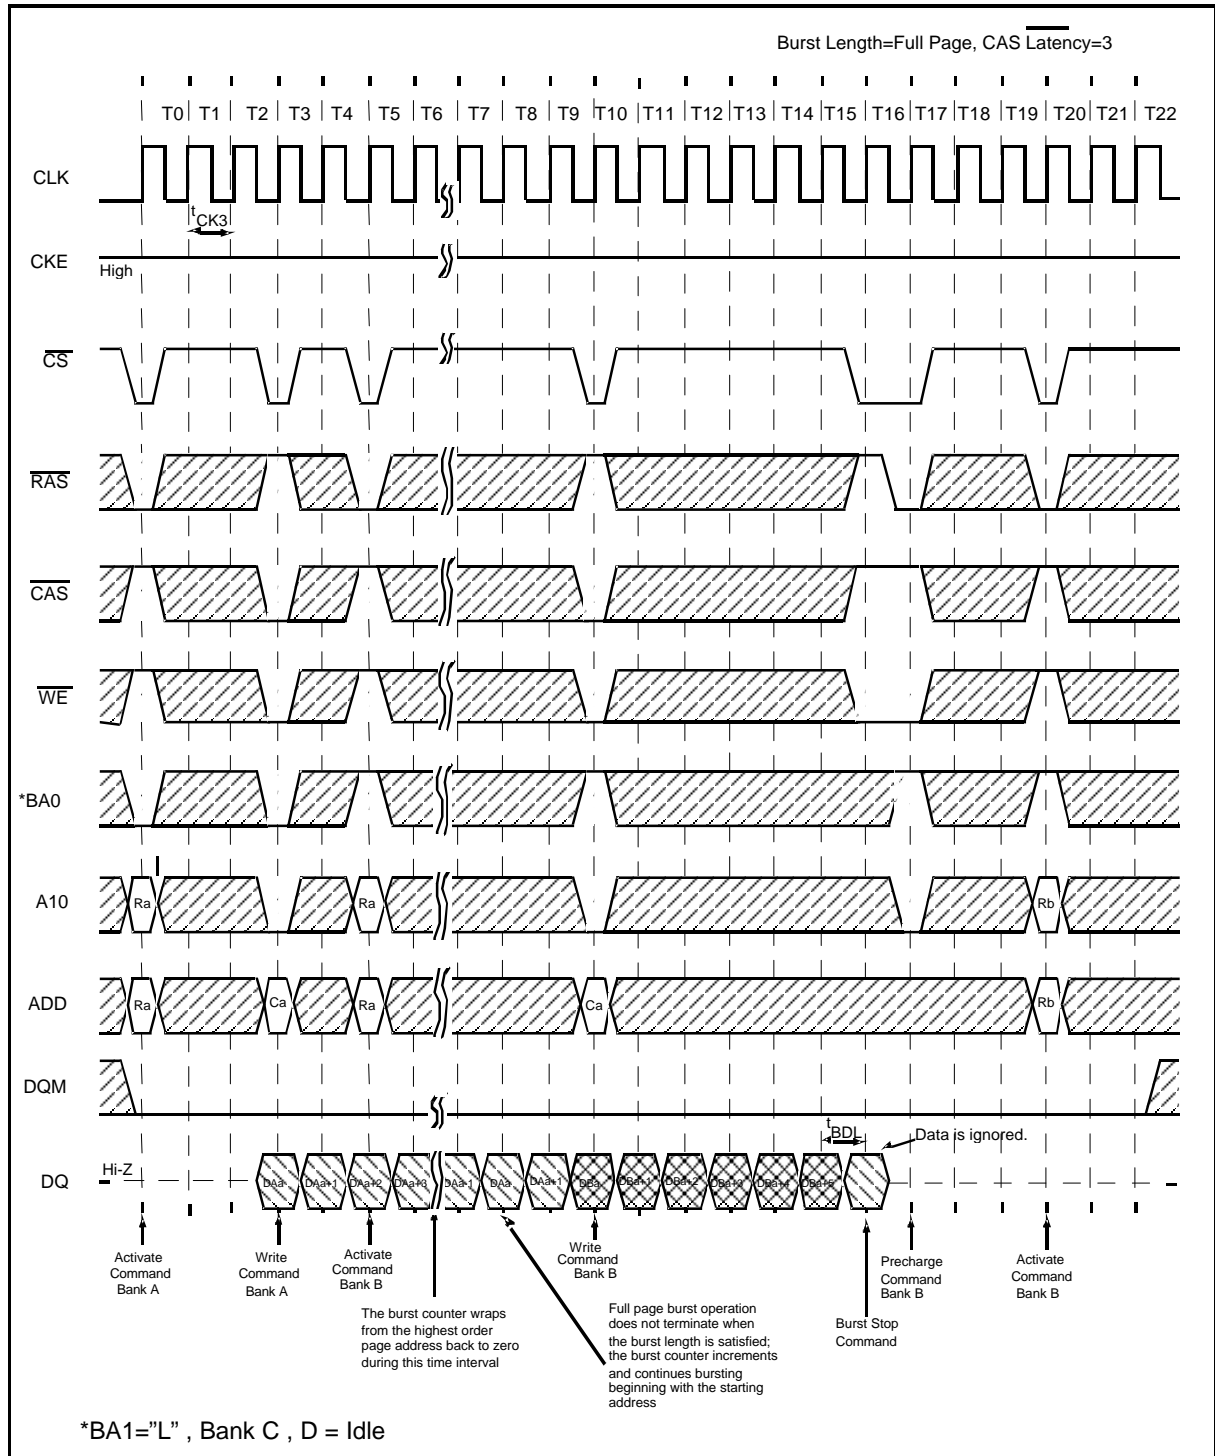 Burst Length=Full Page, CAS Latency=3
T0 T1 T2 T3 T4 T5 T6 T7 T8 T9 T10 T11 T12 T13 T14 T15 T16 T17 T18 T19 T20 T21 T22
CLK
tCK3
CKE
High
CS
RAS
CAS
WE
*BA0
A10
Ra Ra Rb
ADD
Ra Ca Ra Ca Rb
DQM
tBDL
Data is ignored.
Hi-Z
DQ
DAa DAa+1 DAa+2 DAa+3 DAa-1 DAa DAa+1 DBa DBa+1 DBa+2 DBa+3 DBa+4 DBa+5
Activate
Command
Bank A
Write
Command
Bank A
Activate
Command
Bank B
Write
Command
Bank B
Precharge
Command
Bank B
Activate
Command
Bank B
The burst counter wraps
from the highest order
page address back to zero
during this time interval
Full page burst operation
does not terminate when
the burst length is satisfied;
the burst counter increments
and continues bursting
beginning with the starting
address
Burst Stop
Command
*BA1=”L” , Bank C , D = Idle